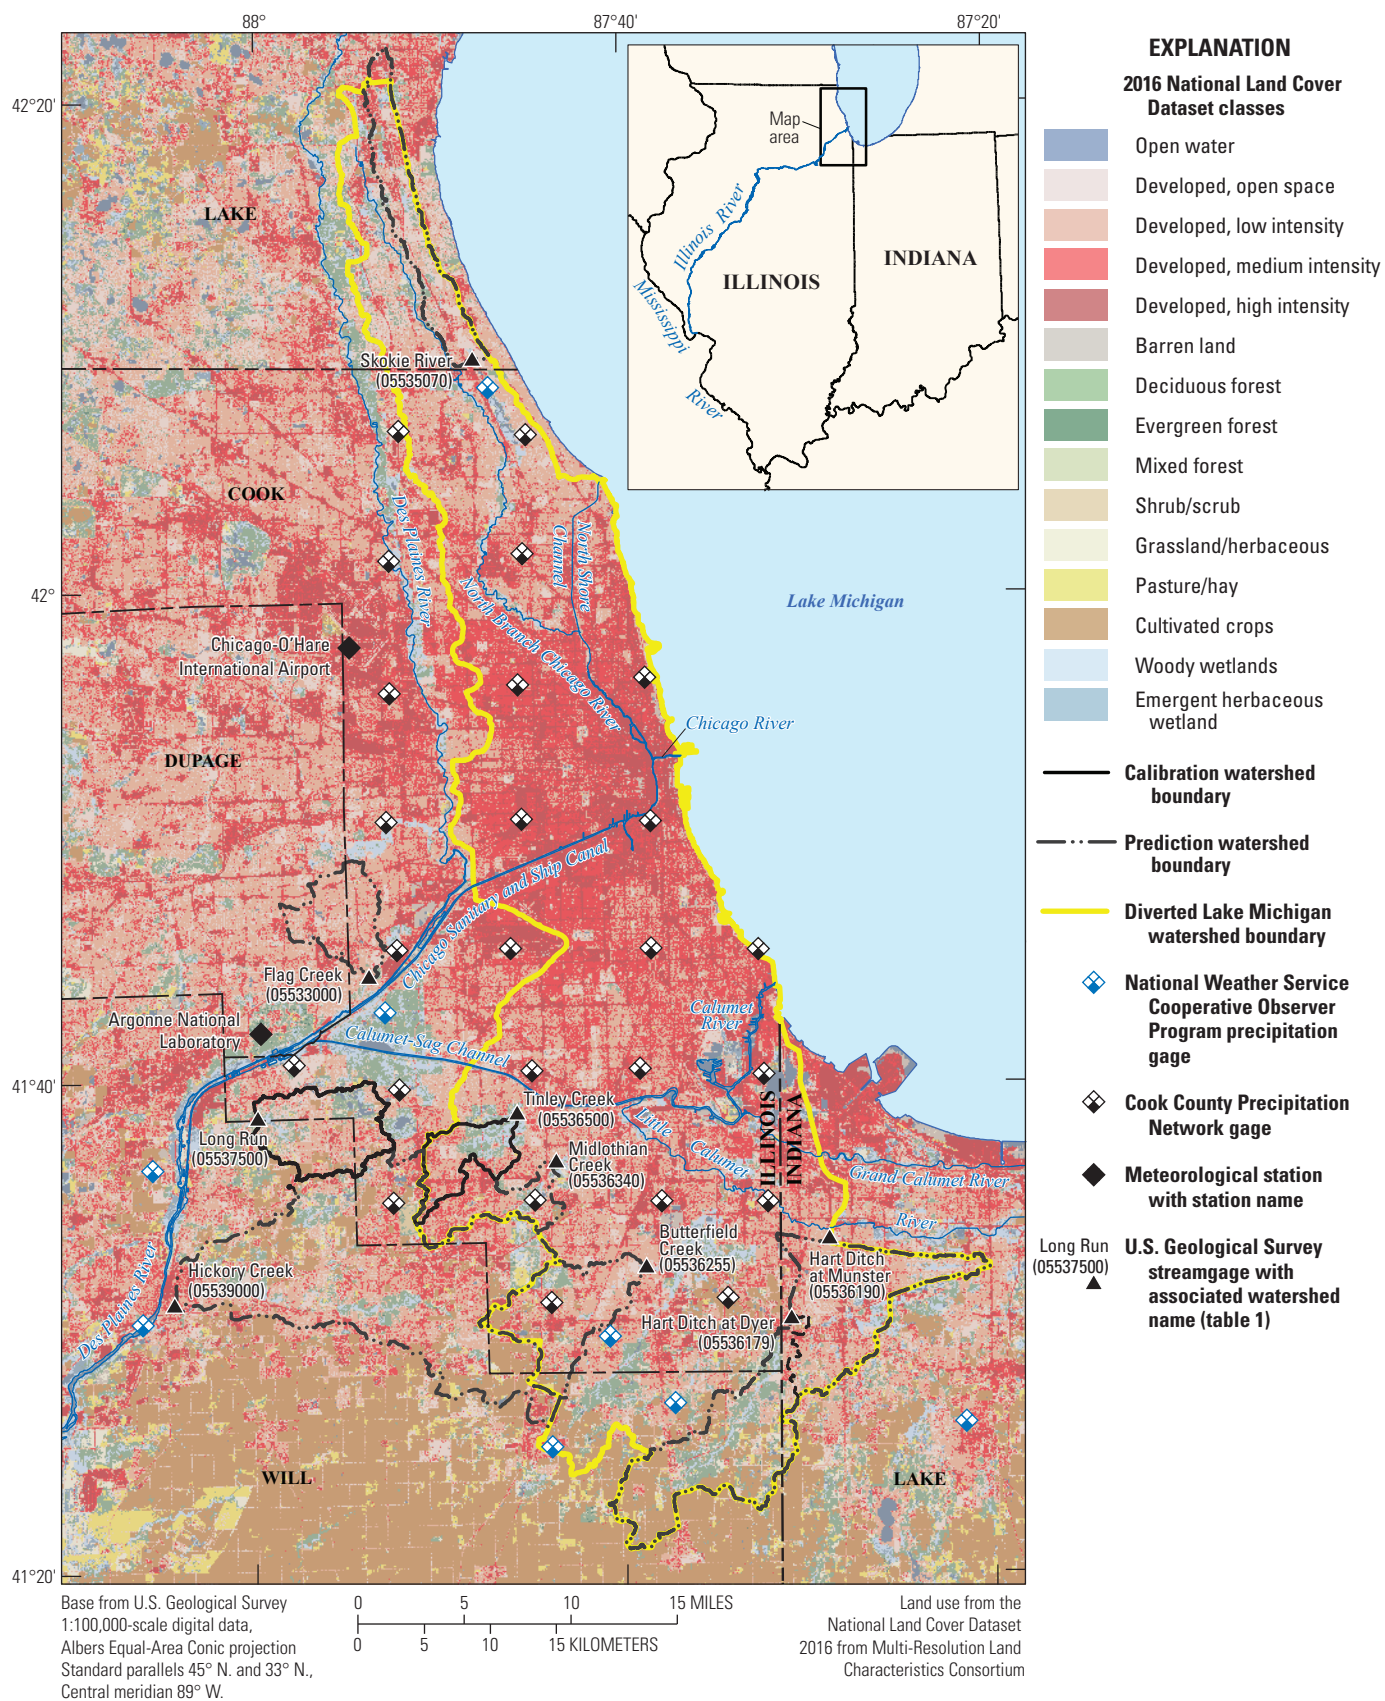 88°
87°40'
87°20'
42°20'
42°
41°40'
41°20'
LAKE
Skokie River
(05535070)
COOK
Des Plaines River
North Shore
Channel
North Branch Chicago River
Lake Michigan
Chicago-O'Hare
International Airport
Chicago River
DUPAGE
Chicago Sanitary and Ship Canal
Flag Creek
(05533000)
Argonne National
Laboratory
Calumet
River
Calumet-Sag Channel
Tinley Creek
(05536500)
Long Run
(05537500)
Midlothian
Creek
(05536340)
Little
Calumet
River
ILLINOIS
INDIANA
Grand Calumet River
Butterfield
Creek
(05536255)
Hart Ditch
at Munster
(05536190)
Hickory Creek
(05539000)
Des Plaines River
Hart Ditch at Dyer
(05536179)
WILL
LAKE
Map
area
Illinois River
ILLINOIS
INDIANA
Mississippi
River
EXPLANATION
2016 National Land Cover
Dataset classes
Open water
Developed, open space
Developed, low intensity
Developed, medium intensity
Developed, high intensity
Barren land
Deciduous forest
Evergreen forest
Mixed forest
Shrub/scrub
Grassland/herbaceous
Pasture/hay
Cultivated crops
Woody wetlands
Emergent herbaceous
wetland
Calibration watershed
boundary
Prediction watershed
boundary
Diverted Lake Michigan
watershed boundary
National Weather Service
Cooperative Observer
Program precipitation
gage
Cook County Precipitation
Network gage
Meteorological station
with station name
Long Run
(05537500)
U.S. Geological Survey
streamgage with
associated watershed
name (table 1)
Base from U.S. Geological Survey
1:100,000-scale digital data,
Albers Equal-Area Conic projection
Standard parallels 45° N. and 33° N.,
Central meridian 89° W.
0 5 10 15 MILES
0 5 10 15 KILOMETERS
Land use from the
National Land Cover Dataset
2016 from Multi-Resolution Land
Characteristics Consortium